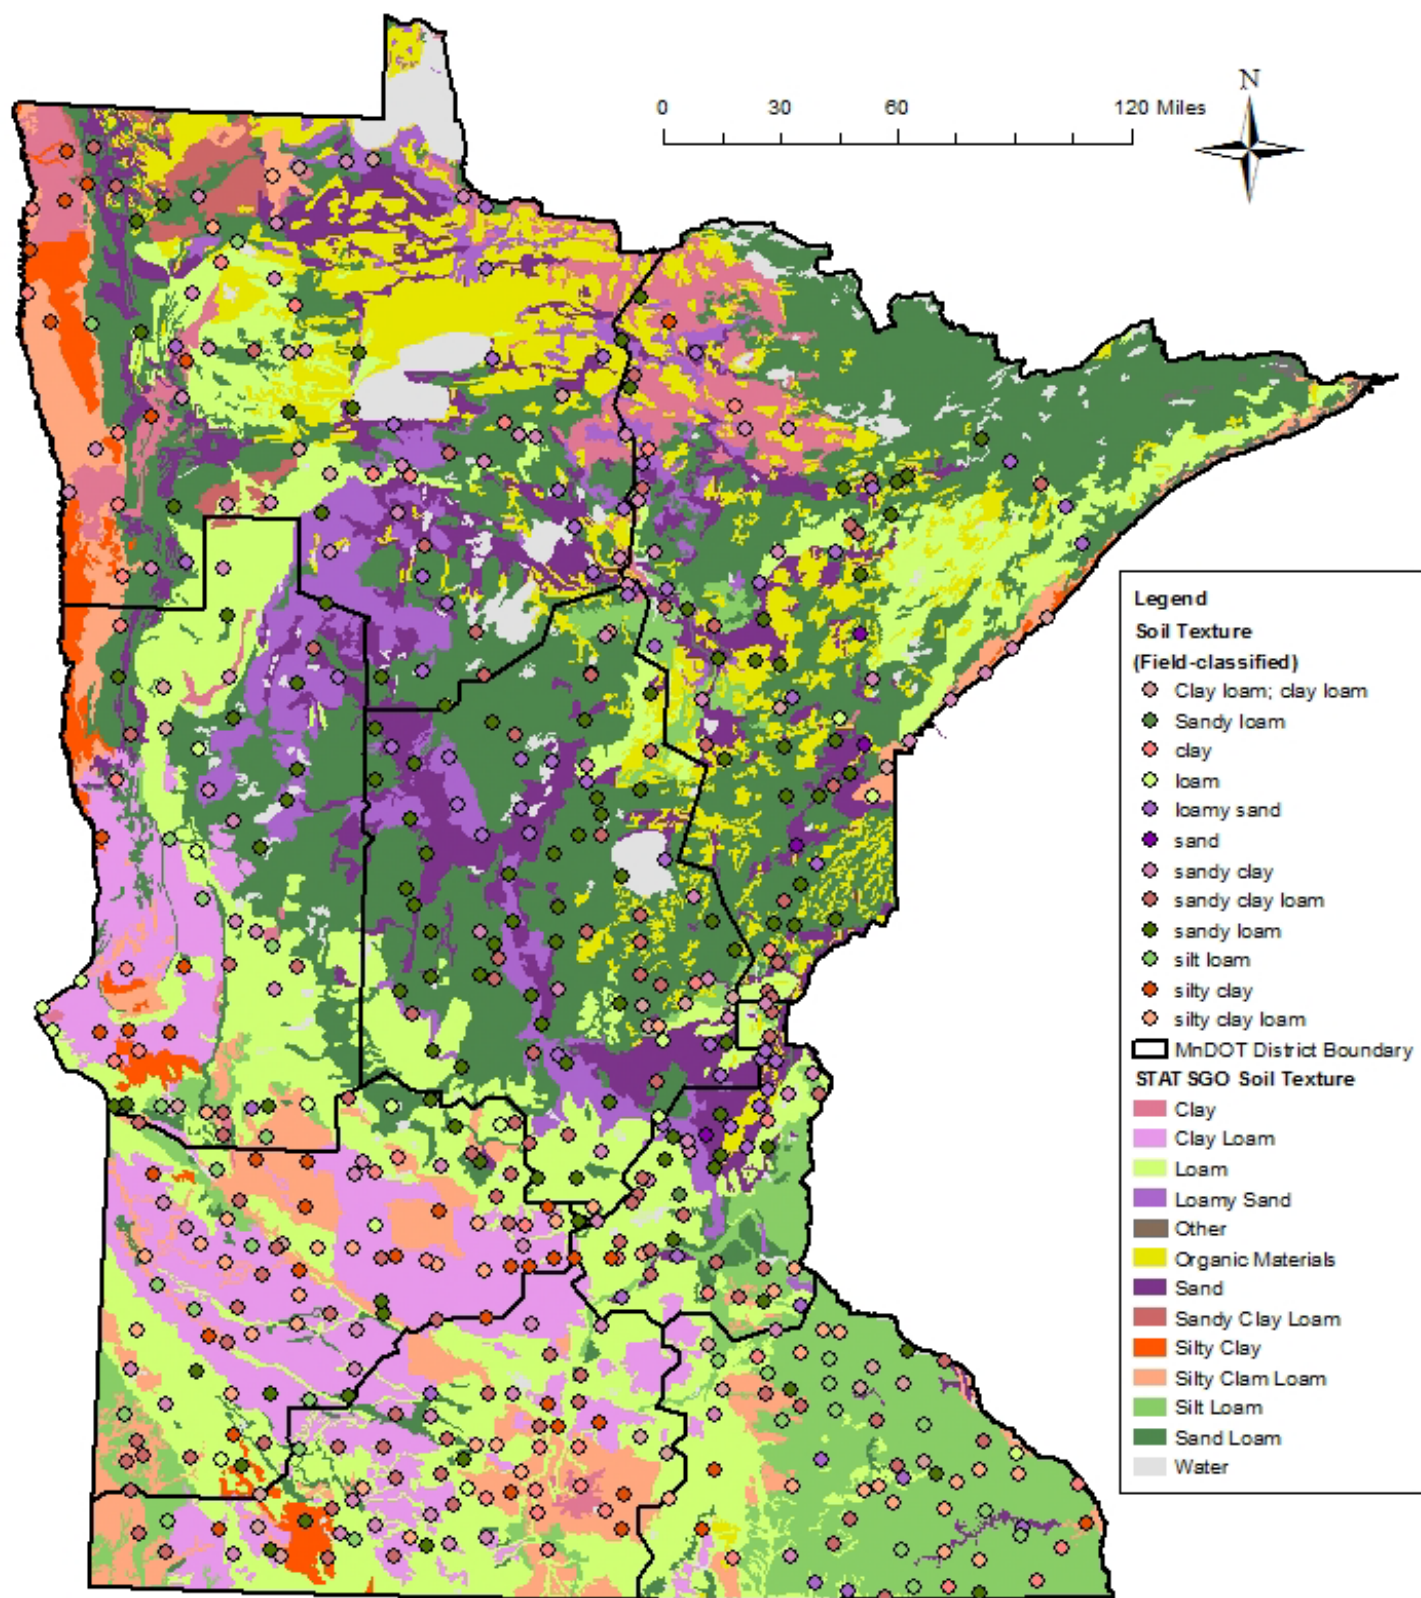 N
0 30 60 120 Miles
Legend
Soil Texture
(Field-classified)
Clay loam; clay loam
Sandy loam
clay
loam
loamy sand
sand
sandy clay
sandy clay loam
sandy loam
silt loam
silty clay
silty clay loam
MnDOT District Boundary
STATSGO Soil Texture
Clay
Clay Loam
Loam
Loamy Sand
Other
Organic Materials
Sand
Sandy Clay Loam
Silty Clay
Silty Clam Loam
Silt Loam
Sand Loam
Water